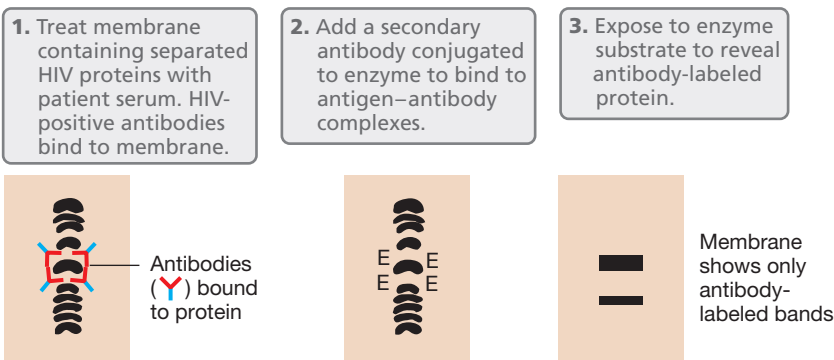 1. Treat membrane
containing separated
HIV proteins with
patient serum. HIV-
positive antibodies
bind to membrane.
2. Add a secondary
antibody conjugated
to enzyme to bind to
antigen–antibody
complexes.
3. Expose to enzyme
substrate to reveal
antibody-labeled
protein.
Antibodies
( ) bound
to protein
E E
E E
Membrane
shows only
antibody-
labeled bands